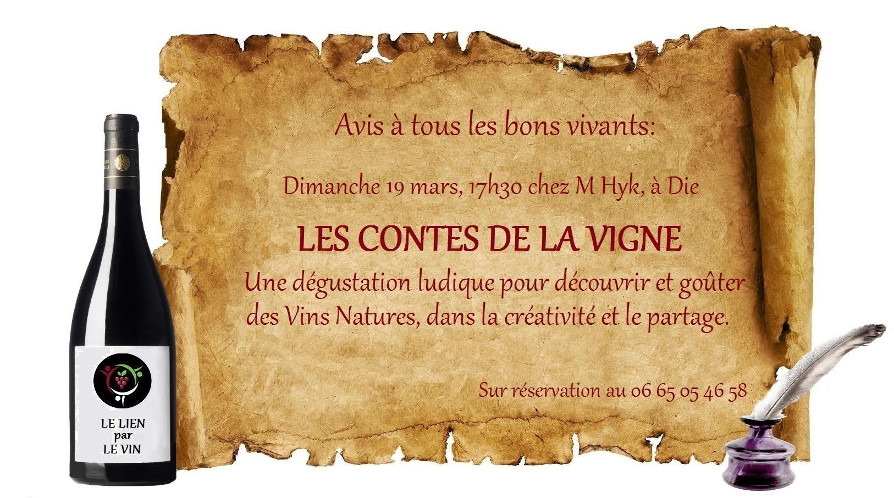 Avis à tous les bons vivants:
Dimanche 19 mars, 17h30 chez M Hyk, à Die
LES CONTES DE LA VIGNE
Une dégustation ludique pour découvrir et goûter
des Vins Natures, dans la créativité et le partage.
Sur réservation au 06 65 05 46 58
LE LIEN
par
LE VIN